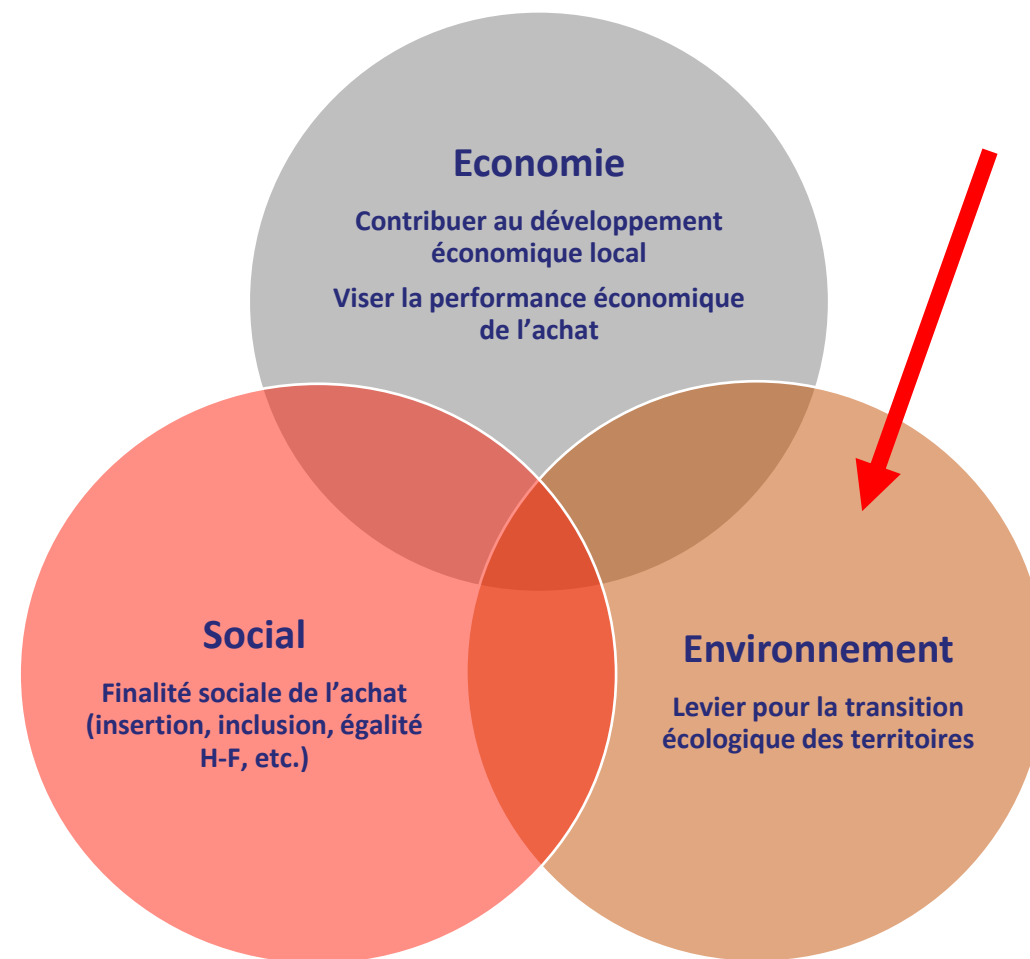 Economie
Contribuer au développement
économique local
Viser la performance économique
de l’achat
Social
Finalité sociale de l’achat
(insertion, inclusion, égalité
H-F, etc.)
Environnement
Levier pour la transition
écologique des territoires